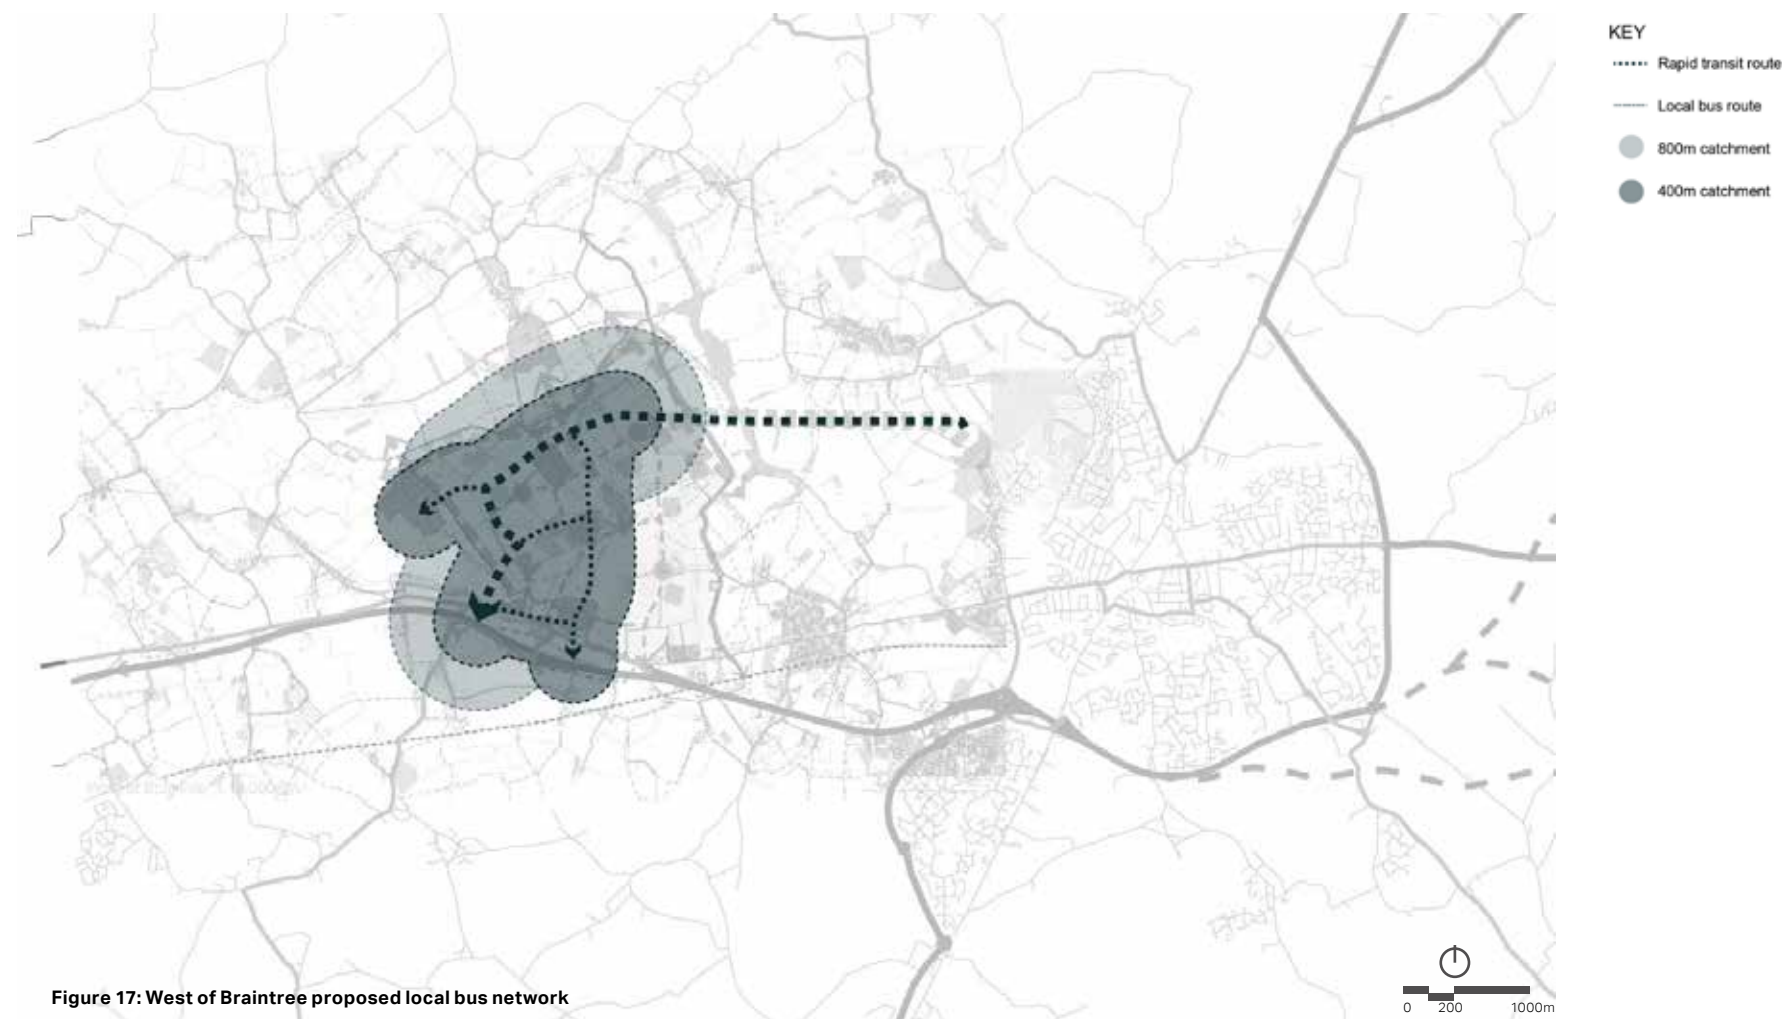 KEY
Rapid transit route
Local bus route
800m catchment
400m catchment
Figure 17: West of Braintree proposed local bus network
0 200 1000m